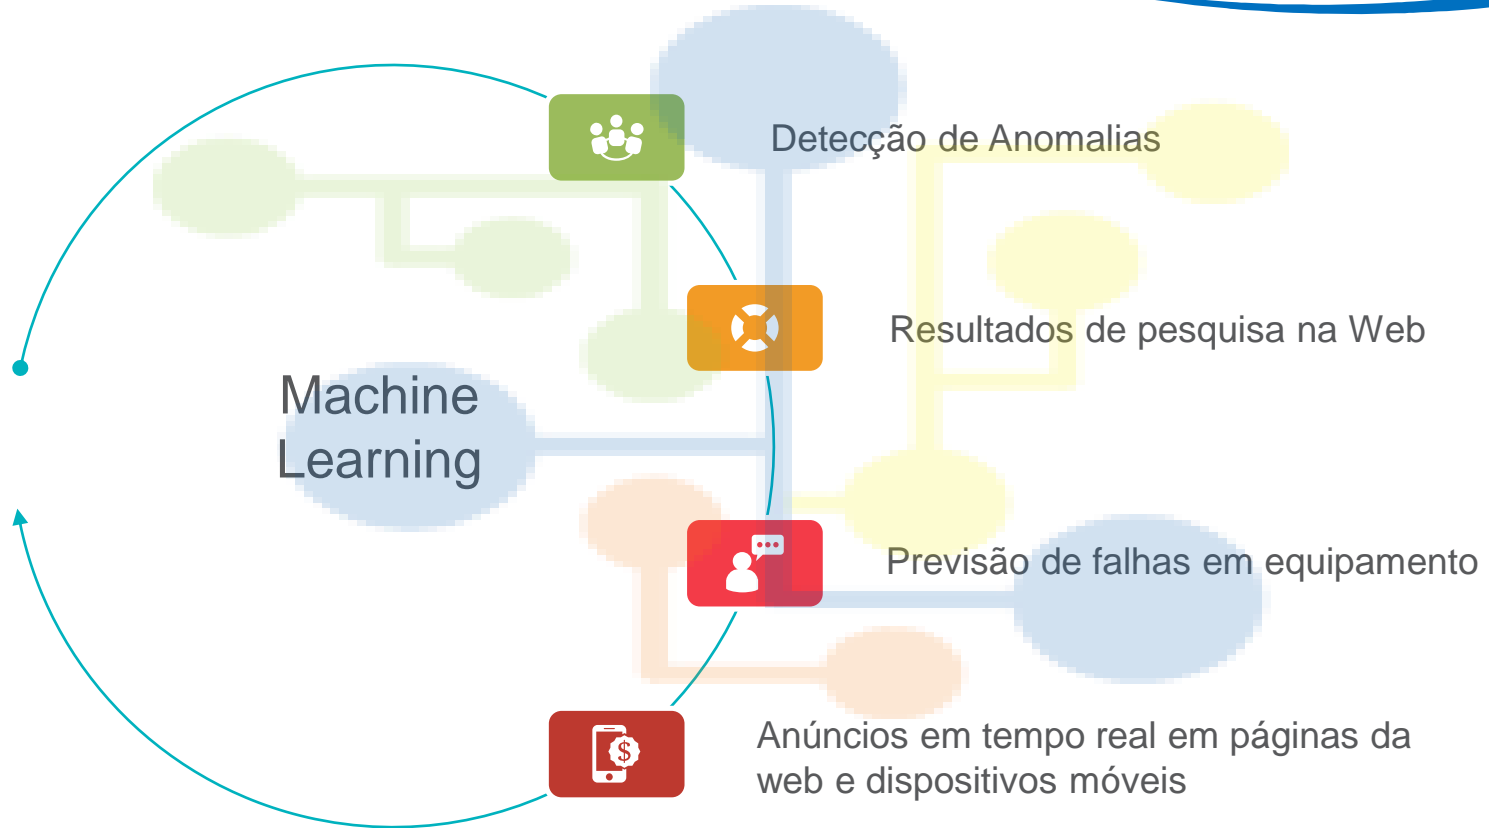 Detecção de Anomalias
Resultados de pesquisa na Web
Machine
Learning
Previsão de falhas em equipamento
$
Anúncios em tempo real em páginas da
web e dispositivos móveis